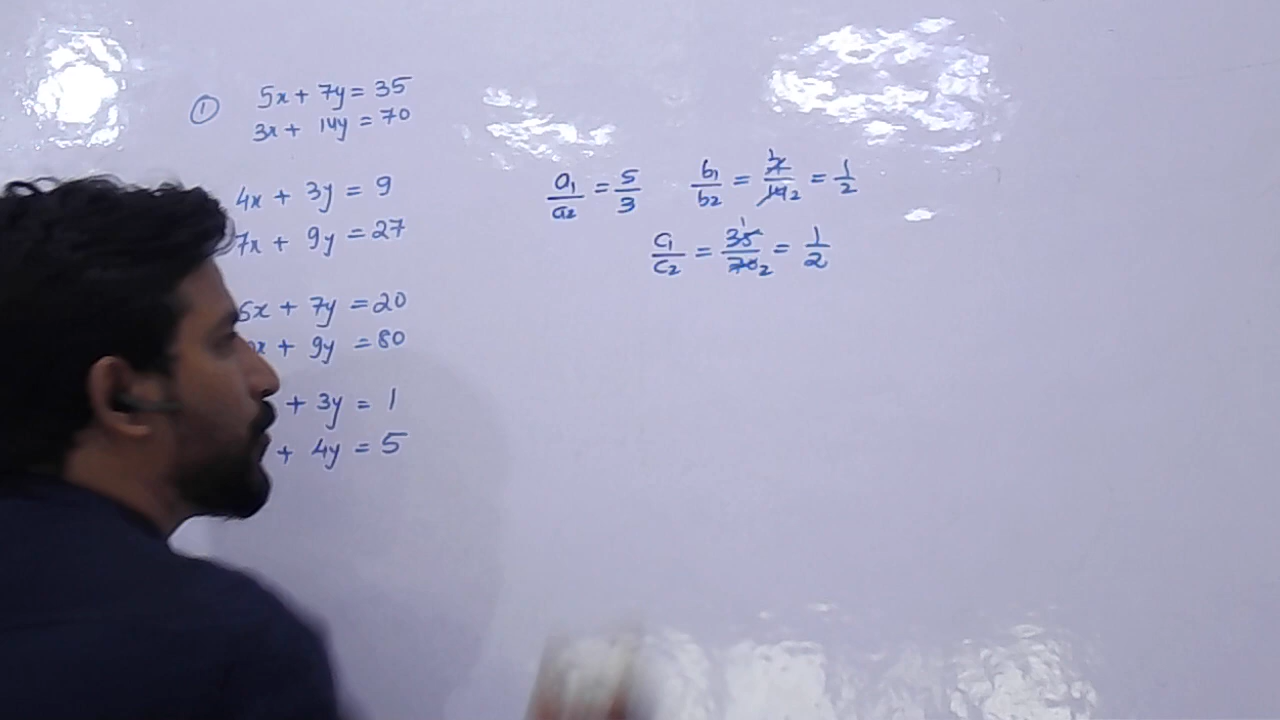 ① 5x + 7y = 35
3x + 14y = 70
4x + 3y = 9
7x + 9y = 27
5x + 7y = 20
x + 9y = 80
+ 3y = 1
+ 4y = 5
a1/a2 = 5/3 b1/b2 = 7/14 = 1/2
c1/c2 = 35/70 = 1/2